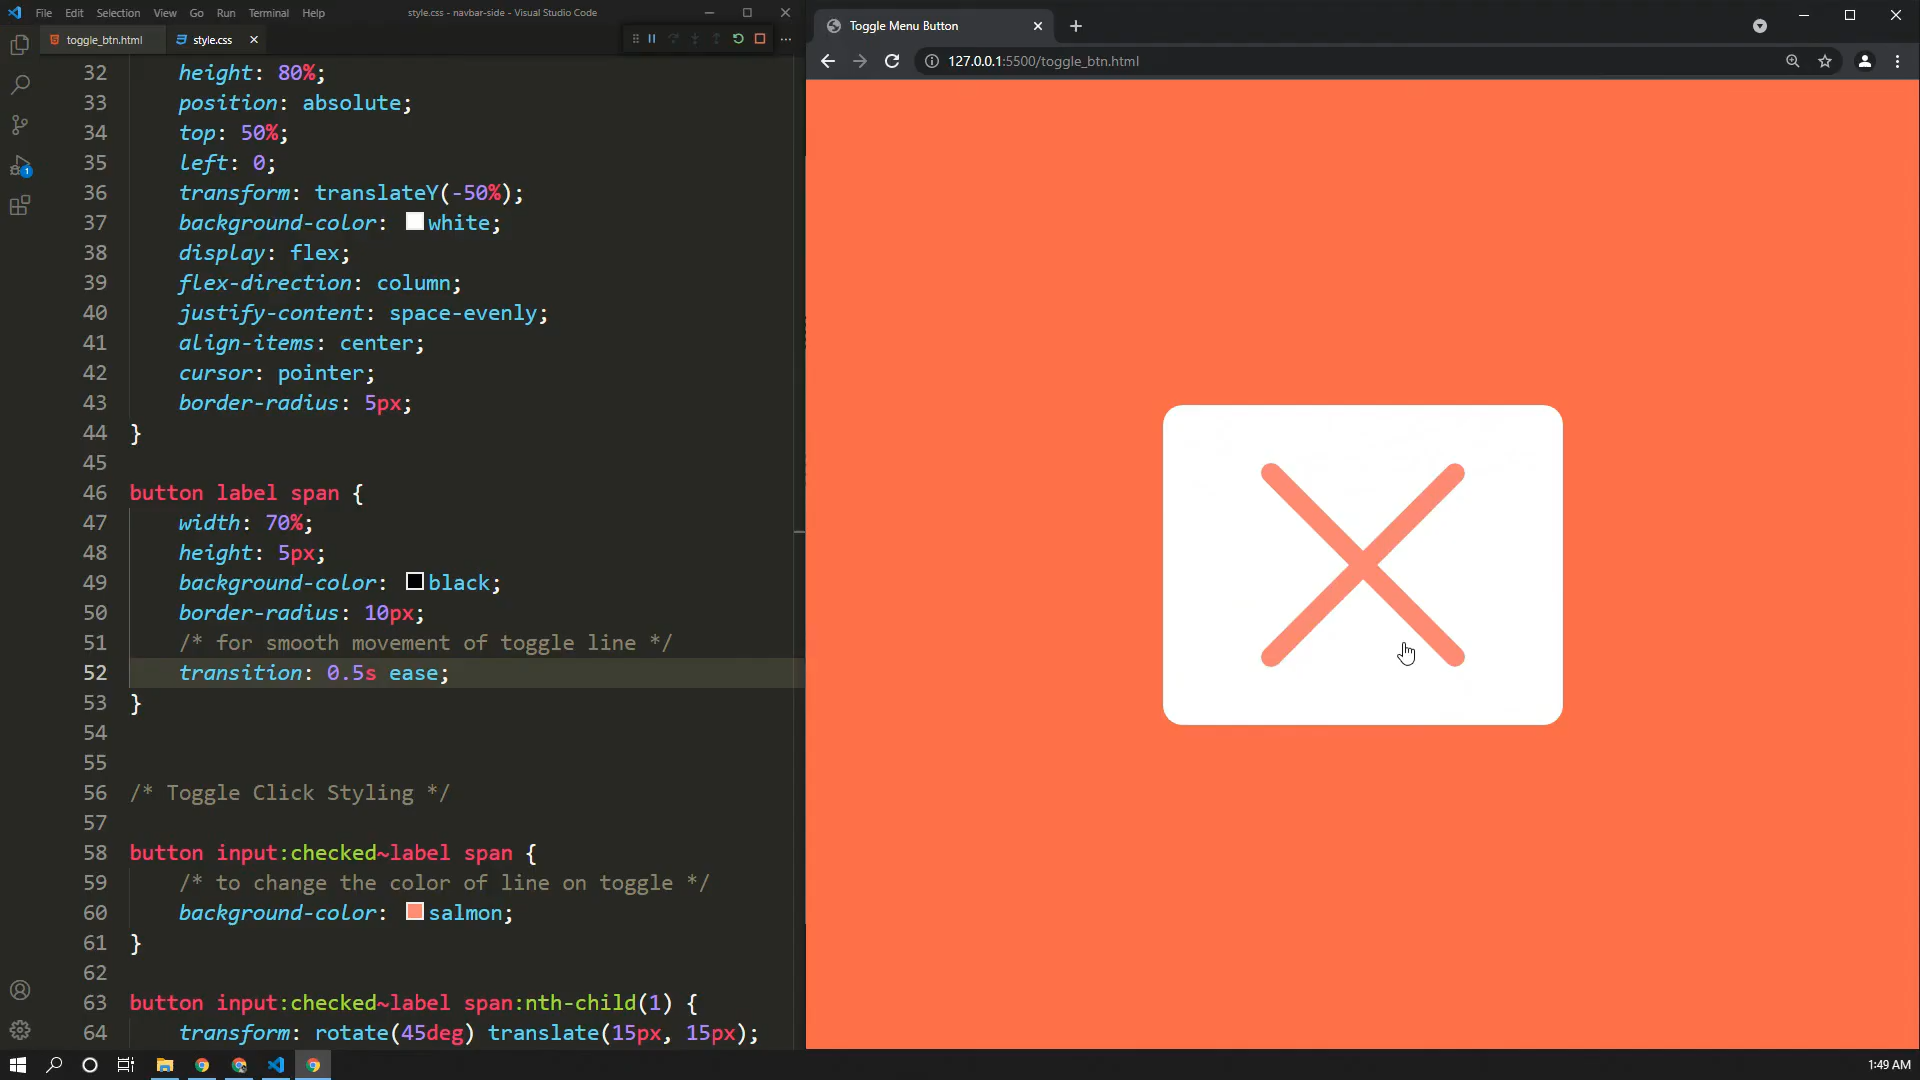 File Edit Selection View Go Run Terminal Help
style.css - navbar-side - Visual Studio Code
toggle_btn.html
style.css
32 height: 80%;
33 position: absolute;
34 top: 50%;
35 left: 0;
36 transform: translateY(-50%);
37 background-color: white;
38 display: flex;
39 flex-direction: column;
40 justify-content: space-evenly;
41 align-items: center;
42 cursor: pointer;
43 border-radius: 5px;
44 }
45
46 button label span {
47 width: 70%;
48 height: 5px;
49 background-color: black;
50 border-radius: 10px;
51 /* for smooth movement of toggle line */
52 transition: 0.5s ease;
53 }
54
55
56 /* Toggle Click Styling */
57
58 button input:checked~label span {
59 /* to change the color of line on toggle */
60 background-color: salmon;
61 }
62
63 button input:checked~label span:nth-child(1) {
64 transform: rotate(45deg) translate(15px, 15px);
1
Toggle Menu Button
127.0.0.1:5500/toggle_btn.html
1:49 AM